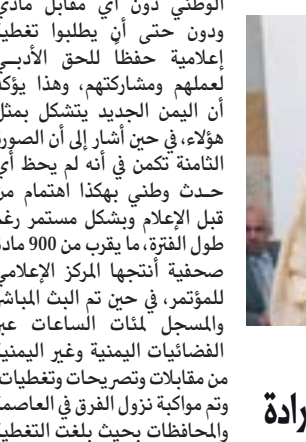 الوطني دون أي مقابل مادي
ودون حتى أن يطلبوا تغطية
إعلامية حفظاً للحق الأدبـي
لعملهم ومشاركتهم، وهذا يؤكد
أن اليمن الجديد يتشكل بمثل
هؤلاء، في حين أشار إلى أن الصورة
الثامنة تكمن في أنه لم يحظ أي
حـدث وطني بهكذا اهتمام من
قبل الإعلام وبشكل مستمر رغم
طول الفترة، ما يقرب من 900 مادة
صحفية أنتجها المركز الإعلامي
للمؤتمر، في حين تم البث المباشر
والمسجل لمئات الساعات عبر
الفضائيات اليمنية وغير اليمنية
من مقابلات وتصريحات وتغطيات،
وتم مواكبة نزول الفرق في العاصمة
والمحافظات بحيث بلغت التغطية
رادة